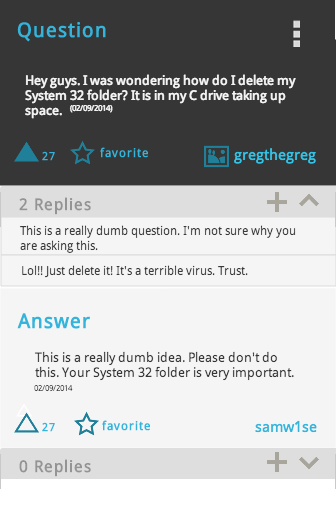 Question
Hey guys. I was wondering how do I delete my
System 32 folder? It is in my C drive taking up
space. (02/09/2014)
27 favorite gregthegreg
2 Replies
This is a really dumb question. I'm not sure why you
are asking this.
Lol!! Just delete it! It's a terrible virus. Trust.
Answer
This is a really dumb idea. Please don't do
this. Your System 32 folder is very important.
02/09/2014
27 favorite samw1se
0 Replies